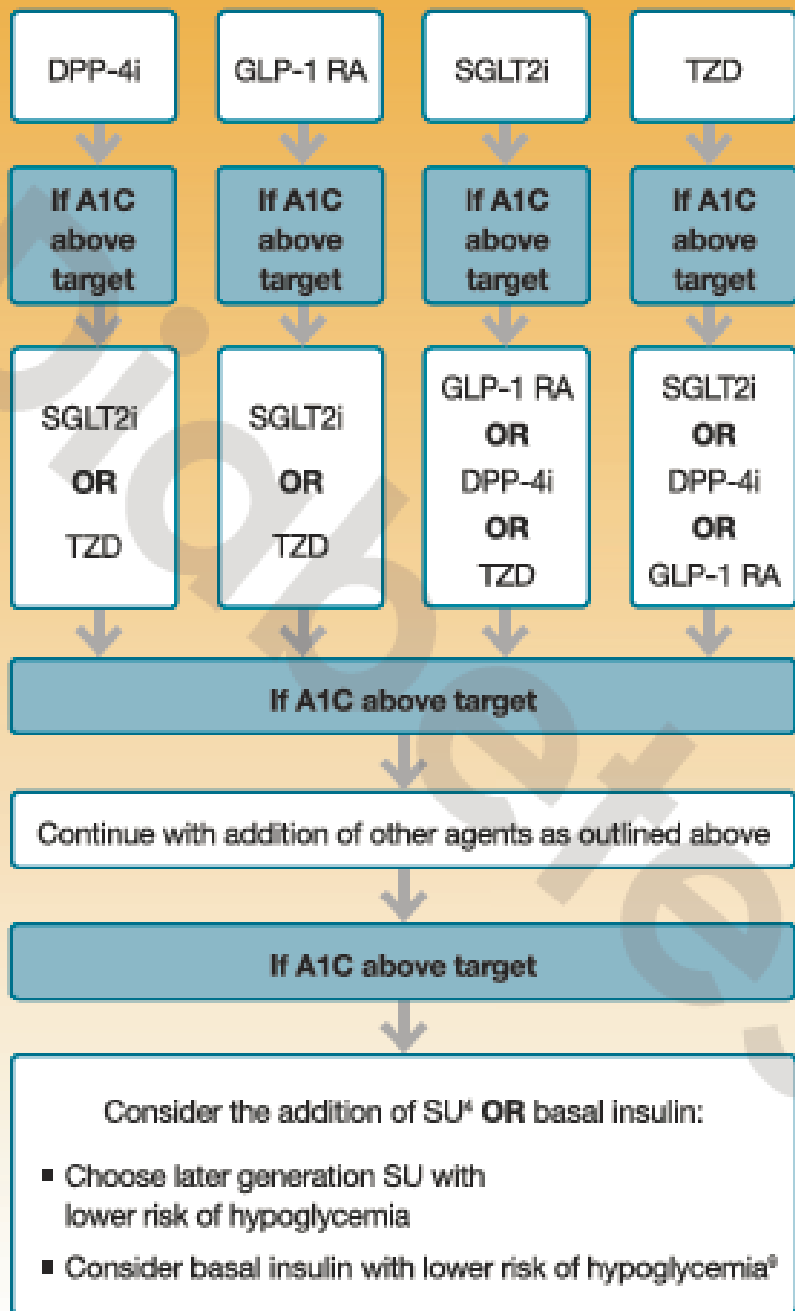 DPP-4i
GLP-1 RA
SGLT2i
TZD
If A1C
above
target
If A1C
above
target
If A1C
above
target
If A1C
above
target
SGLT2i
OR
TZD
SGLT2i
OR
TZD
GLP-1 RA
OR
DPP-4i
OR
TZD
SGLT2i
OR
DPP-4i
OR
GLP-1 RA
If A1C above target
Continue with addition of other agents as outlined above
If A1C above target
Consider the addition of SU⁴ OR basal insulin:
▪ Choose later generation SU with
lower risk of hypoglycemia
▪ Consider basal insulin with lower risk of hypoglycemia
Diabetes